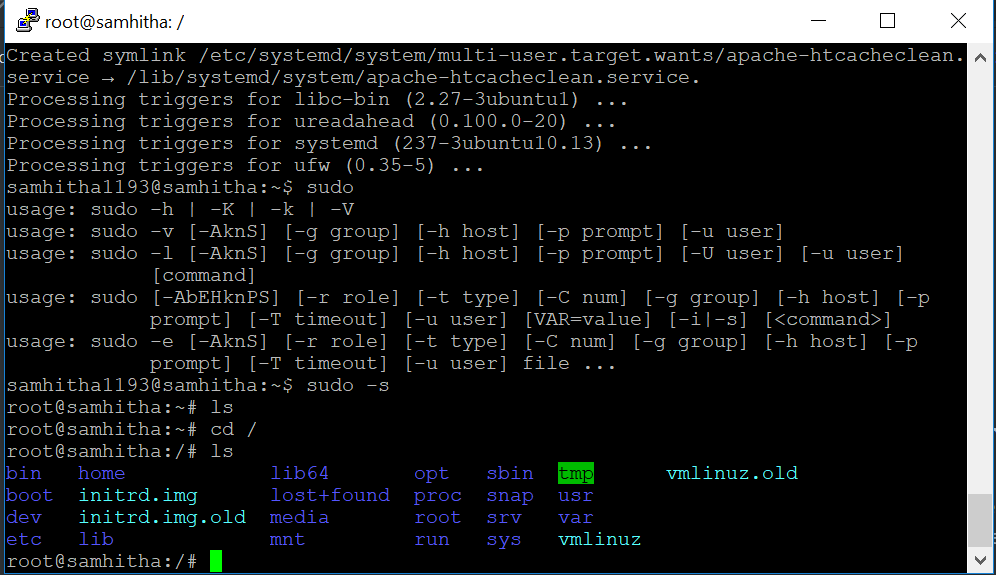 root@samhitha: /
Created symlink /etc/systemd/system/multi-user.target.wants/apache-htcacheclean.
service → /lib/systemd/system/apache-htcacheclean.service.
Processing triggers for libc-bin (2.27-3ubuntu1) ...
Processing triggers for ureadahead (0.100.0-20) ...
Processing triggers for systemd (237-3ubuntu10.13) ...
Processing triggers for ufw (0.35-5) ...
samhitha1193@samhitha:~$ sudo
usage: sudo -h | -K | -k | -V
usage: sudo -v [-AknS] [-g group] [-h host] [-p prompt] [-u user]
usage: sudo -l [-AknS] [-g group] [-h host] [-p prompt] [-U user] [-u user]
            [command]
usage: sudo [-AbEHknPS] [-r role] [-t type] [-C num] [-g group] [-h host] [-p
            prompt] [-T timeout] [-u user] [VAR=value] [-i|-s] [<command>]
usage: sudo -e [-AknS] [-r role] [-t type] [-C num] [-g group] [-h host] [-p
            prompt] [-T timeout] [-u user] file ...
samhitha1193@samhitha:~$ sudo -s
root@samhitha:~# ls
root@samhitha:~# cd /
root@samhitha:/# ls
bin   home            lib64       opt   sbin  tmp      vmlinuz.old
boot  initrd.img      lost+found  proc  snap  usr
dev   initrd.img.old  media       root  srv   var
etc   lib             mnt         run   sys   vmlinuz
root@samhitha:/#